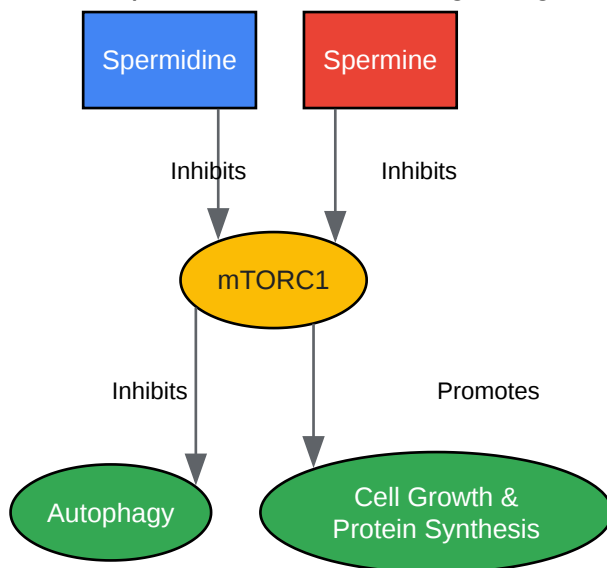 Spermidine
Spermine
Inhibits
Inhibits
mTORC1
Inhibits
Promotes
Autophagy
Cell Growth &
Protein Synthesis